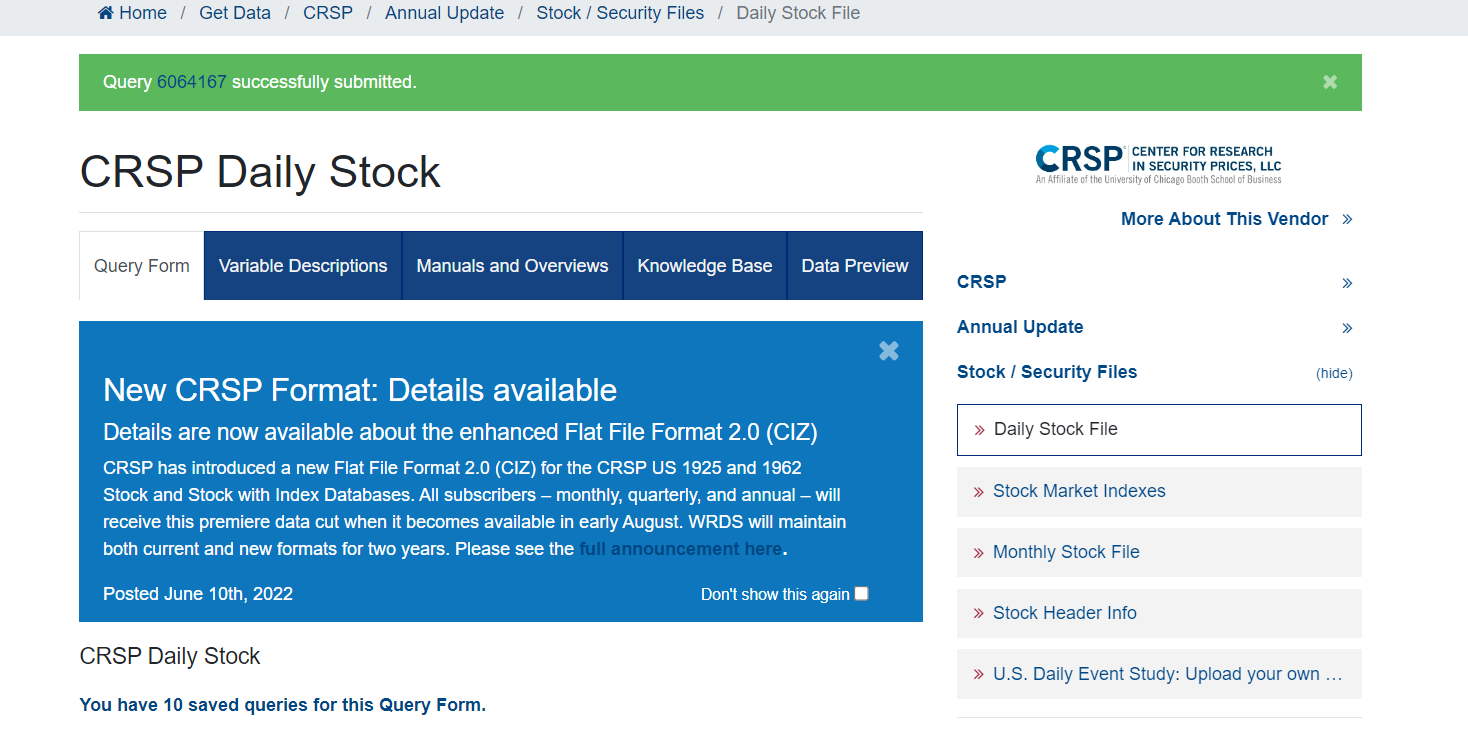 Home / Get Data / CRSP / Annual Update / Stock / Security Files / Daily Stock File
Query 6064167 successfully submitted.
CRSP Daily Stock
CRSP CENTER FOR RESEARCH
IN SECURITY PRICES, LLC
An Affiliate of the University of Chicago Booth School of Business
More About This Vendor »
Query Form Variable Descriptions Manuals and Overviews Knowledge Base Data Preview
New CRSP Format: Details available
Details are now available about the enhanced Flat File Format 2.0 (CIZ)
CRSP has introduced a new Flat File Format 2.0 (CIZ) for the CRSP US 1925 and 1962
Stock and Stock with Index Databases. All subscribers – monthly, quarterly, and annual – will
receive this premiere data cut when it becomes available in early August. WRDS will maintain
both current and new formats for two years. Please see the full announcement here.
Posted June 10th, 2022 Don't show this again
CRSP Daily Stock
You have 10 saved queries for this Query Form.
CRSP »
Annual Update »
Stock / Security Files (hide)
» Daily Stock File
» Stock Market Indexes
» Monthly Stock File
» Stock Header Info
» U.S. Daily Event Study: Upload your own …